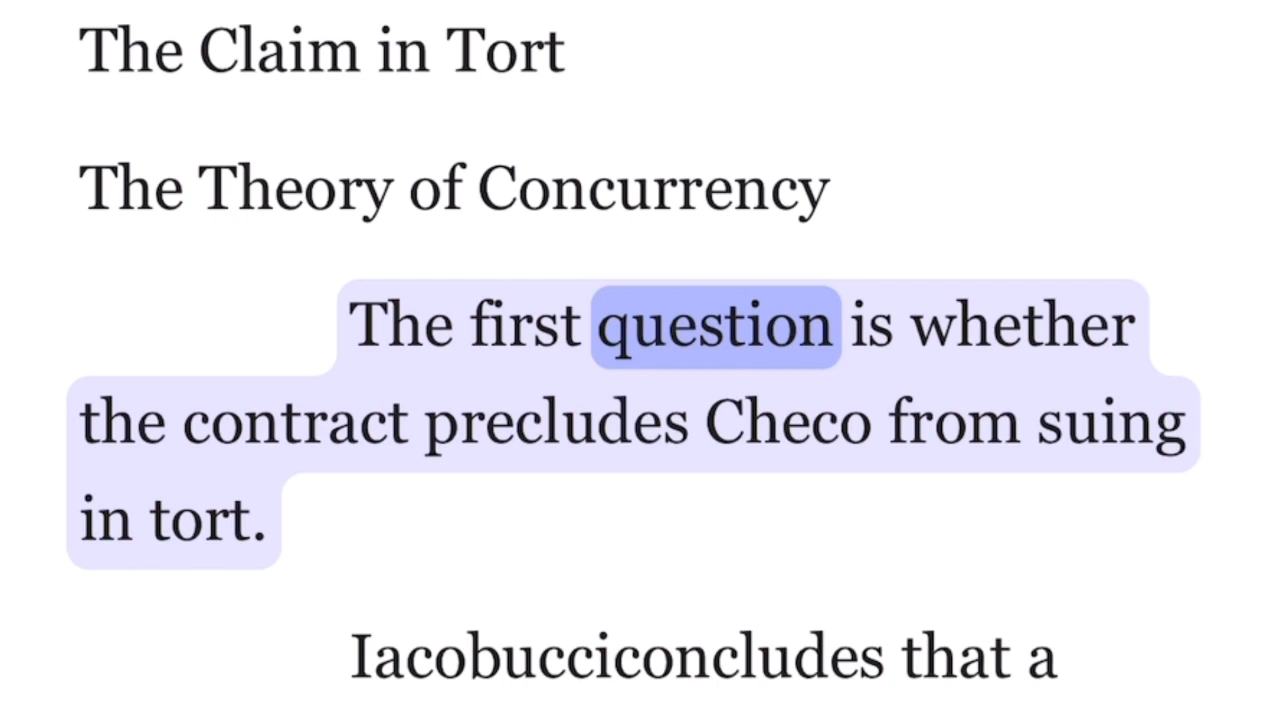 The Claim in Tort
The Theory of Concurrency
The first question is whether
the contract precludes Checo from suing
in tort.
Iacobucciconcludes that a